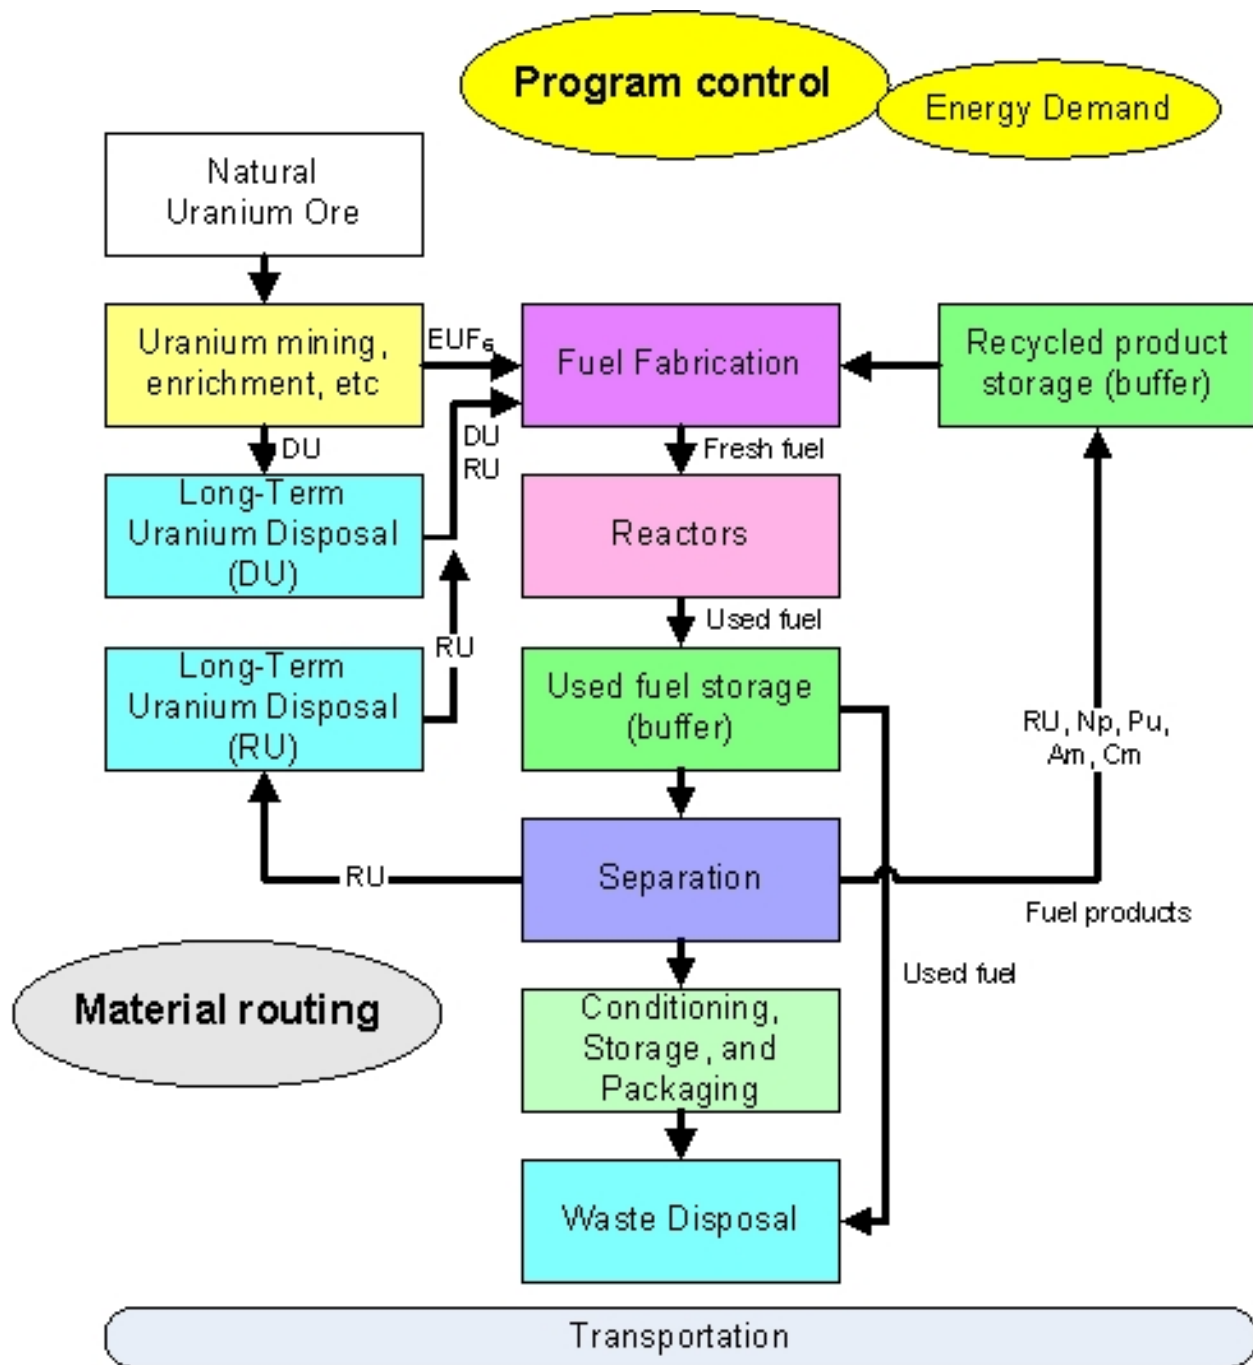 Program control
Energy Demand
Natural
Uranium Ore
Uranium mining,
enrichment, etc
EUF₆
Fuel Fabrication
Recycled product
storage (buffer)
DU
DU
RU
Fresh fuel
Long-Term
Uranium Disposal
(DU)
Reactors
Used fuel
RU
Long-Term
Uranium Disposal
(RU)
Used fuel storage
(buffer)
RU, Np, Pu,
Am, Cm
RU
Separation
Fuel products
Used fuel
Material routing
Conditioning,
Storage, and
Packaging
Waste Disposal
Transportation